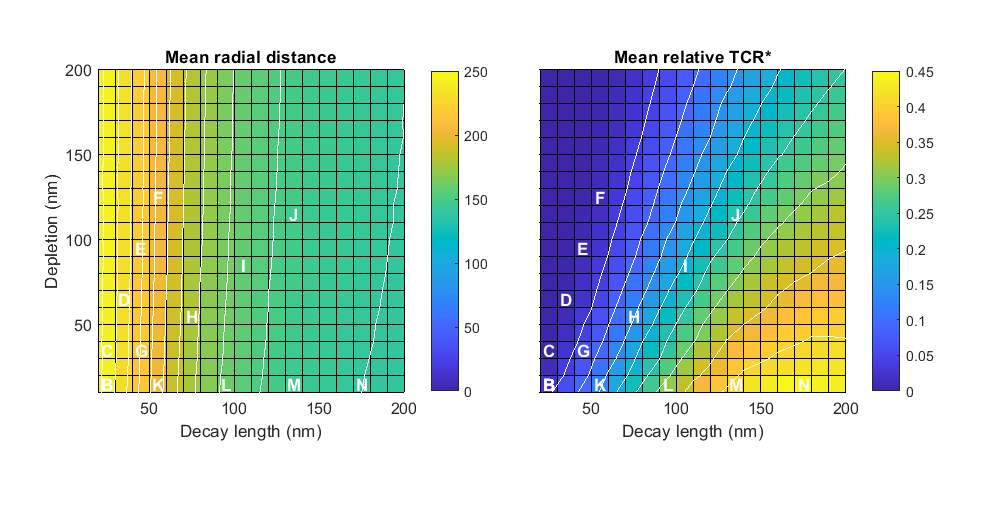 Mean radial distance
200
150
100
50
Depletion (nm)
F
J
E
I
D
H
C G
B K L M N
50 100 150 200
Decay length (nm)
250
200
150
100
50
0
Mean relative TCR*
F
J
E
I
D
H
C G
B K L M N
50 100 150 200
Decay length (nm)
0.45
0.4
0.35
0.3
0.25
0.2
0.15
0.1
0.05
0